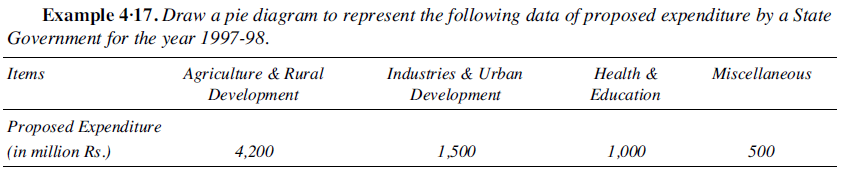 Example 4·17. Draw a pie diagram to represent the following data of proposed expenditure by a State
Government for the year 1997-98.
Items Agriculture & Rural Industries & Urban Health & Miscellaneous
Development Development Education
Proposed Expenditure
(in million Rs.) 4,200 1,500 1,000 500